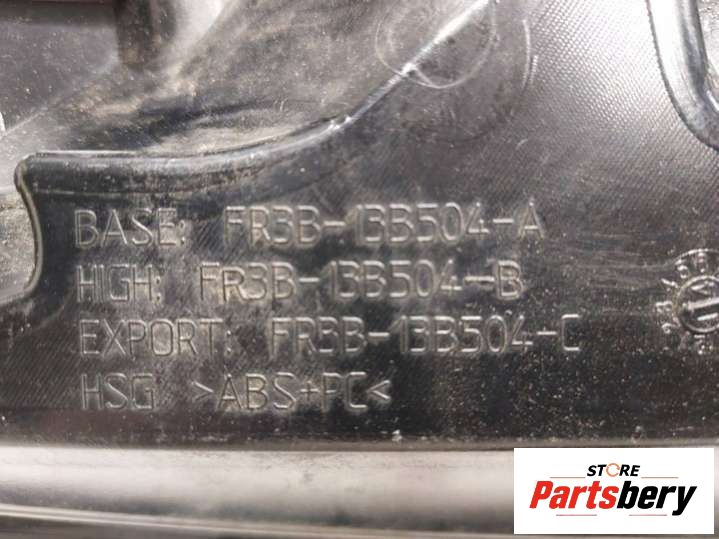 BASE: FR3B-13B504-A
HIGH: FR3B-13B504-B
EXPORT: FR3B-13B504-C
HSG >ABS+PC<
STORE
Partsbery